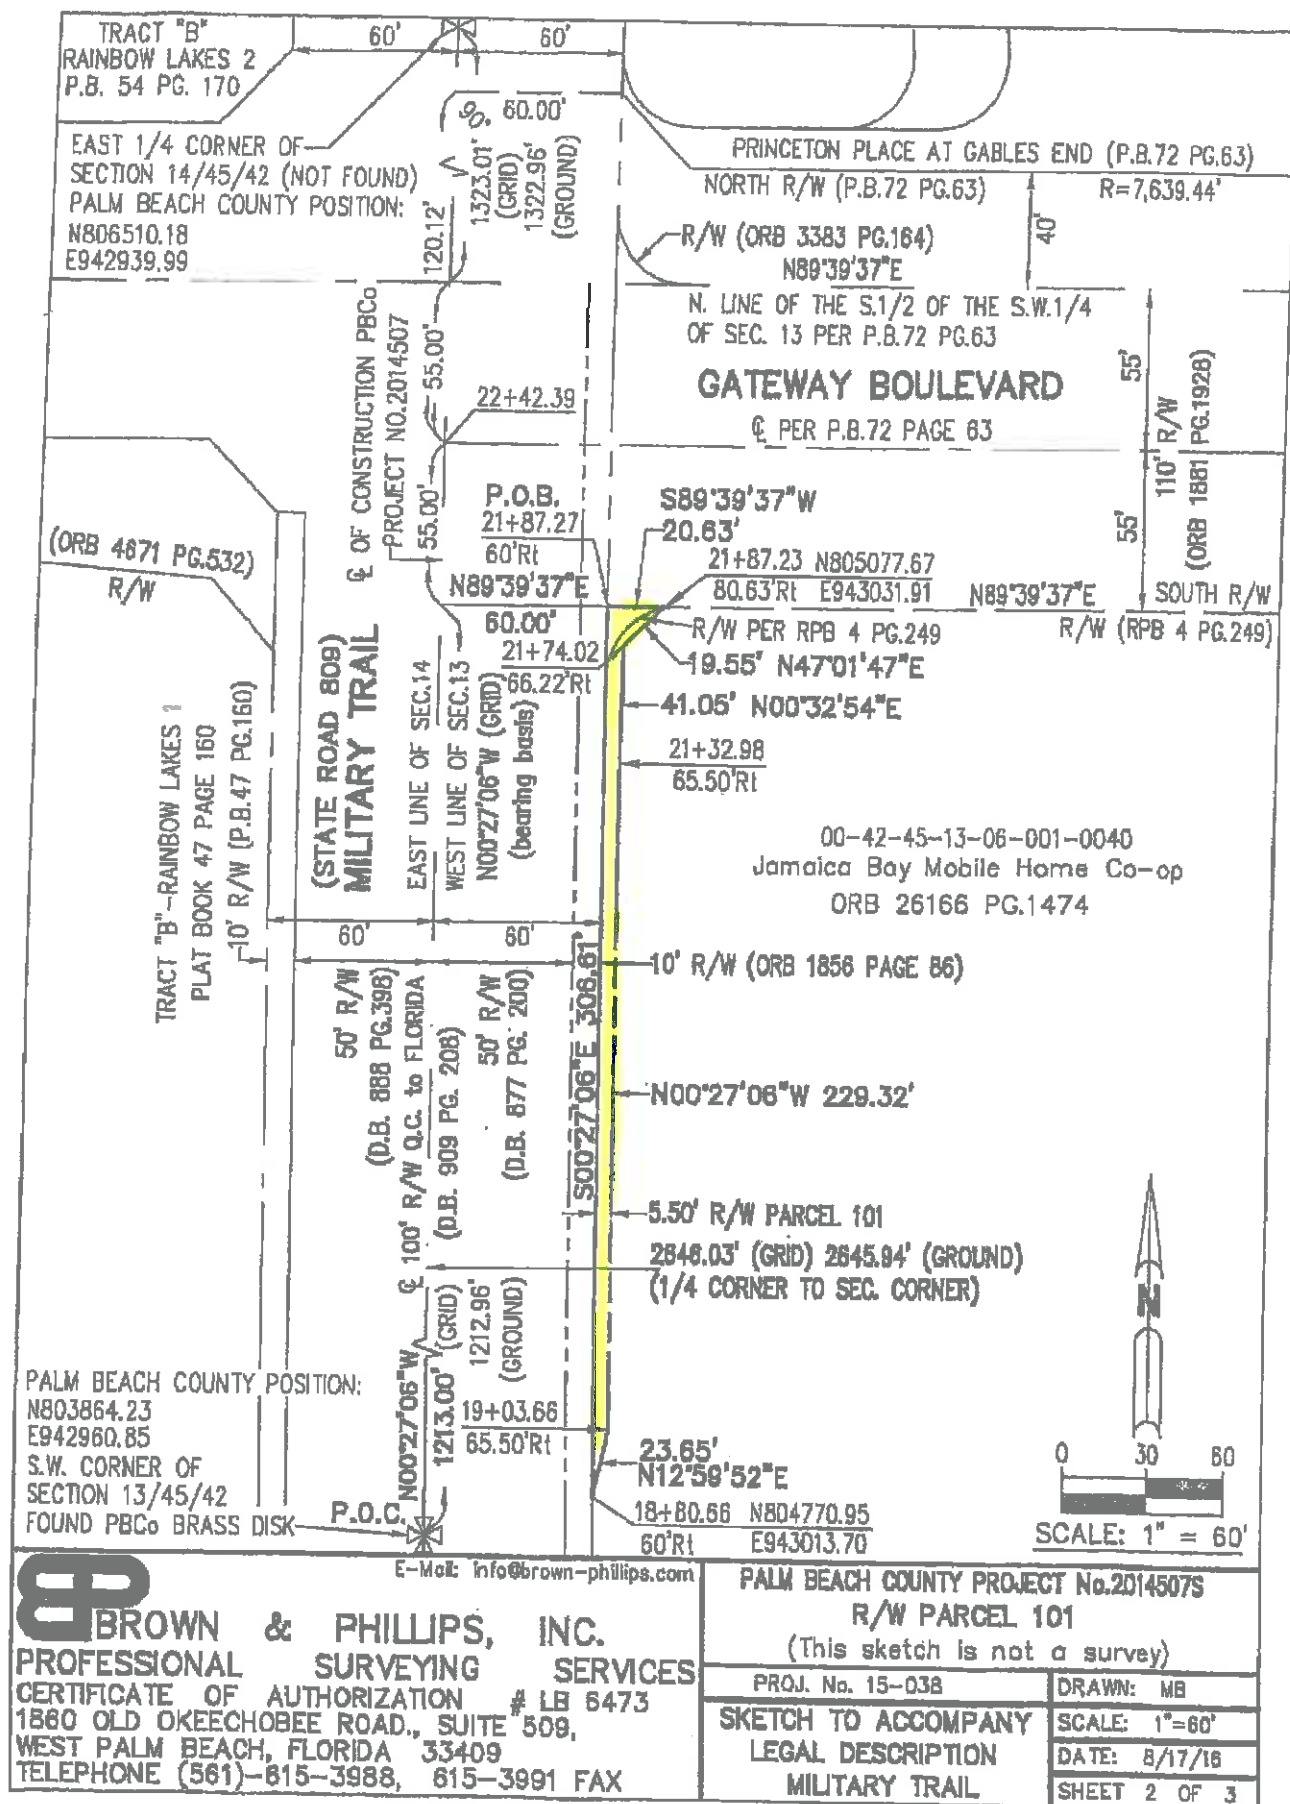 TRACT "B"
RAINBOW LAKES 2
P.B. 54 PG. 170
60'
60'
90.
60.00'
EAST 1/4 CORNER OF
SECTION 14/45/42 (NOT FOUND)
PALM BEACH COUNTY POSITION:
N806510.18
E942939.99
120.12'
1323.01'
(GRID)
1322.96'
(GROUND)
PRINCETON PLACE AT GABLES END (P.B.72 PG.63)
NORTH R/W (P.B.72 PG.63)
R=7,639.44'
R/W (ORB 3383 PG.164)
N89°39'37"E
40'
N. LINE OF THE S.1/2 OF THE S.W.1/4
OF SEC. 13 PER P.B.72 PG.63
GATEWAY BOULEVARD
℄ PER P.B.72 PAGE 63
55'
110' R/W
(ORB 1881 PG.1928)
55'
℄ OF CONSTRUCTION PBCo
PROJECT NO.2014507
55.00'
55.00'
22+42.39
(ORB 4671 PG.532)
R/W
P.O.B.
21+87.27
60'Rt
S89°39'37"W
20.63'
21+87.23 N805077.67
80.63'Rt E943031.91
N89°39'37"E
SOUTH R/W
R/W (RPB 4 PG.249)
N89°39'37"E
60.00'
R/W PER RPB 4 PG.249
21+74.02
66.22'Rt
19.55' N47°01'47"E
41.05' N00°32'54"E
21+32.98
65.50'Rt
(STATE ROAD 809)
MILITARY TRAIL
EAST LINE OF SEC.14
WEST LINE OF SEC.13
N00°27'06"W (GRID)
(bearing basis)
TRACT "B"-RAINBOW LAKES 1
PLAT BOOK 47 PAGE 160
10' R/W (P.B.47 PG.160)
00-42-45-13-06-001-0040
Jamaica Bay Mobile Home Co-op
ORB 26166 PG.1474
60'
60'
50' R/W
(D.B. 888 PG.398)
℄ 100' R/W Q.C. to FLORIDA
(D.B. 909 PG. 208)
50' R/W
(D.B. 877 PG. 200)
S00°27'06"E 306.61'
10' R/W (ORB 1856 PAGE 86)
N00°27'06"W 229.32'
5.50' R/W PARCEL 101
2646.03' (GRID) 2645.94' (GROUND)
(1/4 CORNER TO SEC. CORNER)
N00°27'06"W
1213.00' (GRID)
1212.96'
(GROUND)
N
PALM BEACH COUNTY POSITION:
N803864.23
E942960.85
S.W. CORNER OF
SECTION 13/45/42
FOUND PBCo BRASS DISK
P.O.C.
19+03.66
65.50'Rt
23.65'
N12°59'52"E
18+80.66 N804770.95
60'Rt E943013.70
0 30 60
SCALE: 1" = 60'
E-Mail: info@brown-phillips.com
BROWN & PHILLIPS, INC.
PROFESSIONAL SURVEYING SERVICES
CERTIFICATE OF AUTHORIZATION # LB 6473
1860 OLD OKEECHOBEE ROAD., SUITE 509,
WEST PALM BEACH, FLORIDA 33409
TELEPHONE (561)-615-3988, 615-3991 FAX
PALM BEACH COUNTY PROJECT No.2014507S
R/W PARCEL 101
(This sketch is not a survey)
PROJ. No. 15-038
DRAWN: MB
SKETCH TO ACCOMPANY
LEGAL DESCRIPTION
MILITARY TRAIL
SCALE: 1"=60'
DATE: 8/17/16
SHEET 2 OF 3